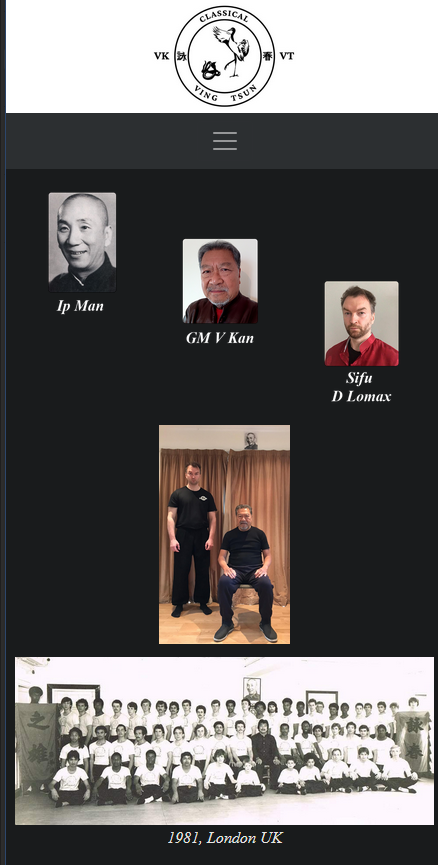 CLASSICAL
VK 詠 春 VT
VING TSUN
Ip Man
GM V Kan
Sifu
D Lomax
1981, London UK